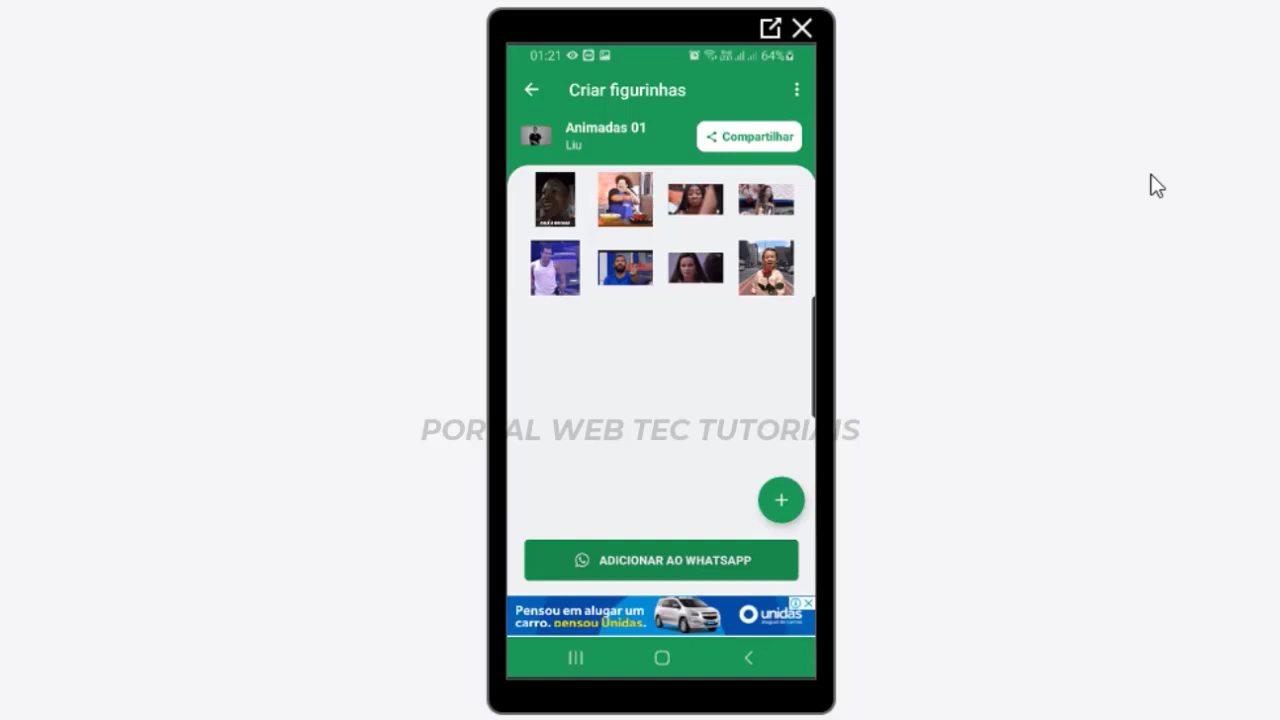 01:21
64%
Criar figurinhas
Animadas 01
Liu
Compartilhar
PORTAL WEB TEC TUTORIAIS
+
ADICIONAR AO WHATSAPP
Pensou em alugar um
carro, pensou Unidas.
unidas